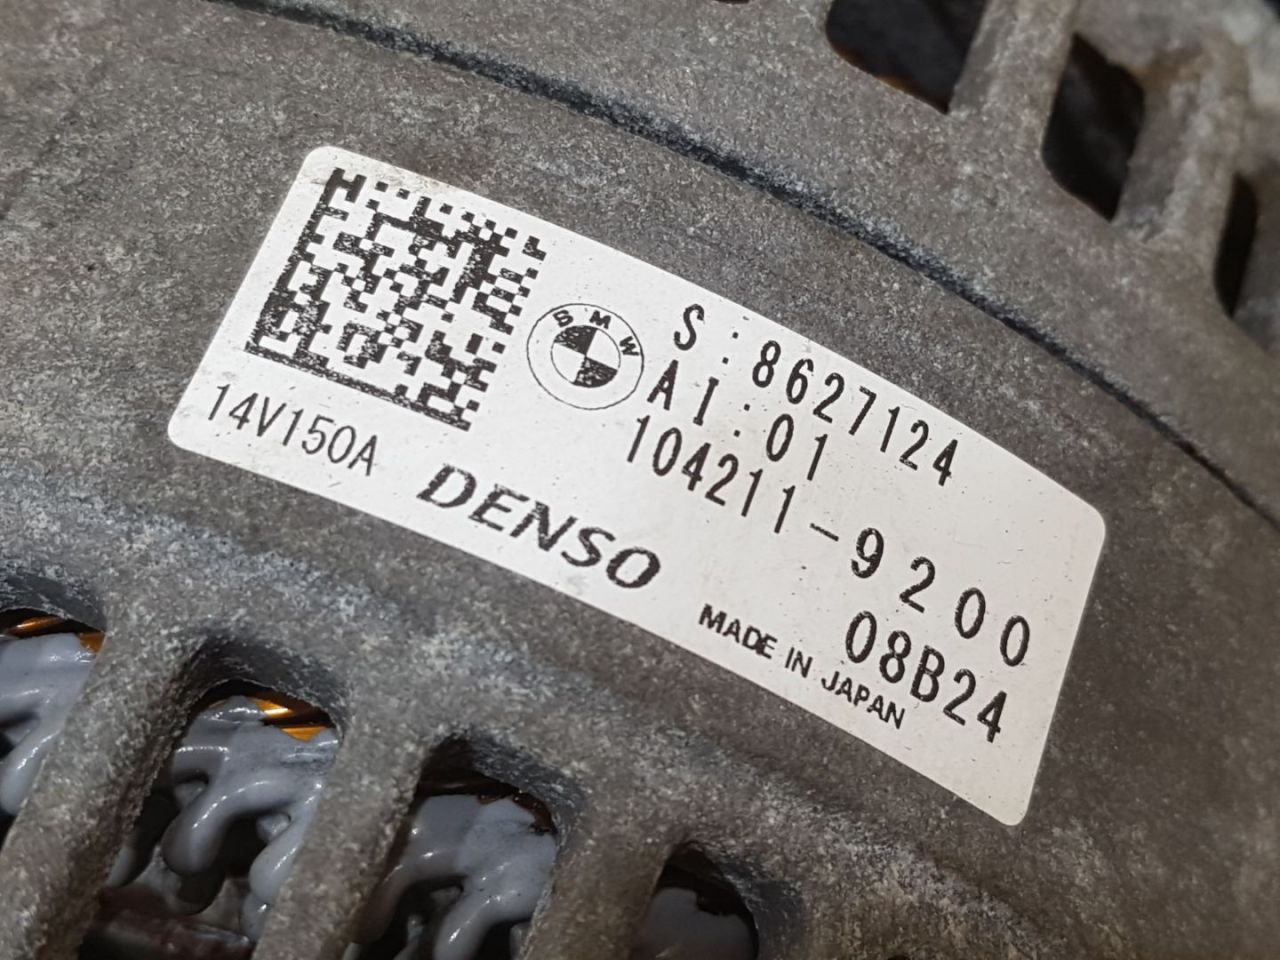 BMW
S:8627124
AI:01
104211-9200
08B24
14V150A
DENSO
MADE IN JAPAN